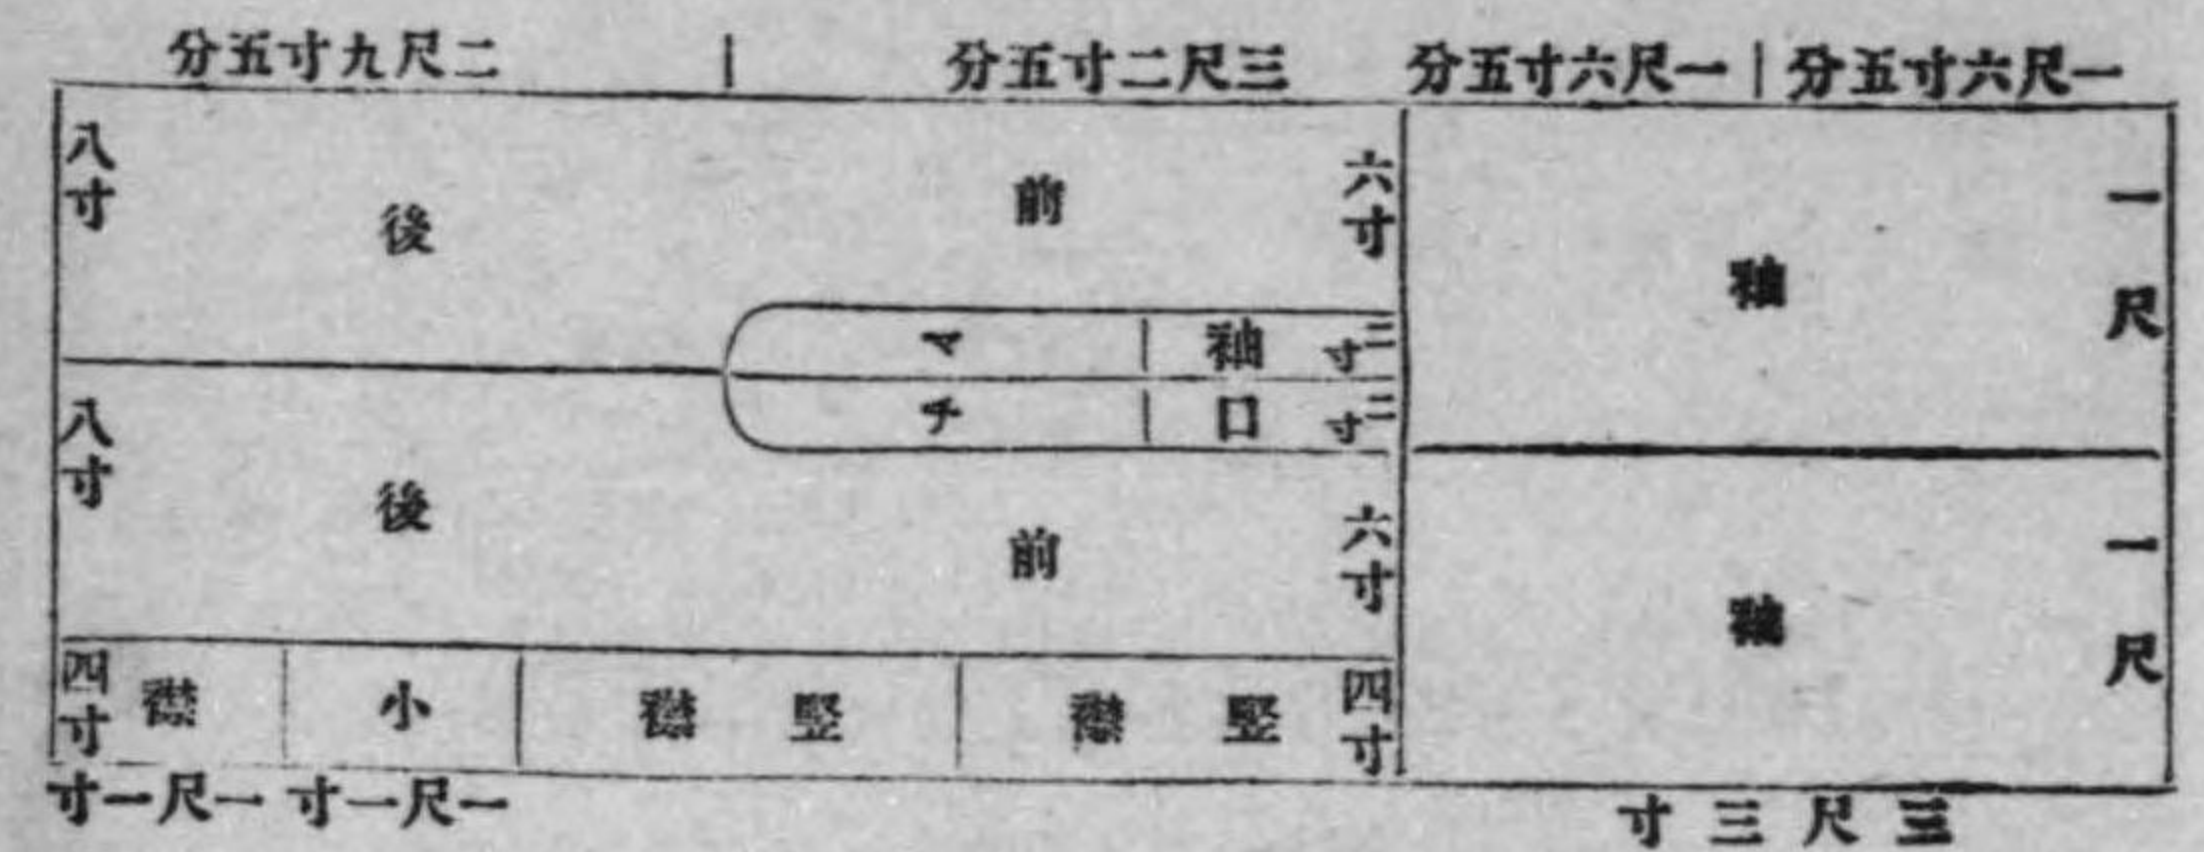 一尺六寸五分｜一尺六寸五分
三尺二寸五分｜二尺九寸五分
一尺
袖
六寸
前
後
八寸
二寸
袖
マ
二寸
口
チ
一尺
袖
六寸
前
後
八寸
四寸
竪襟
竪襟
小襟
四寸
三尺三寸
一尺一寸
一尺一寸